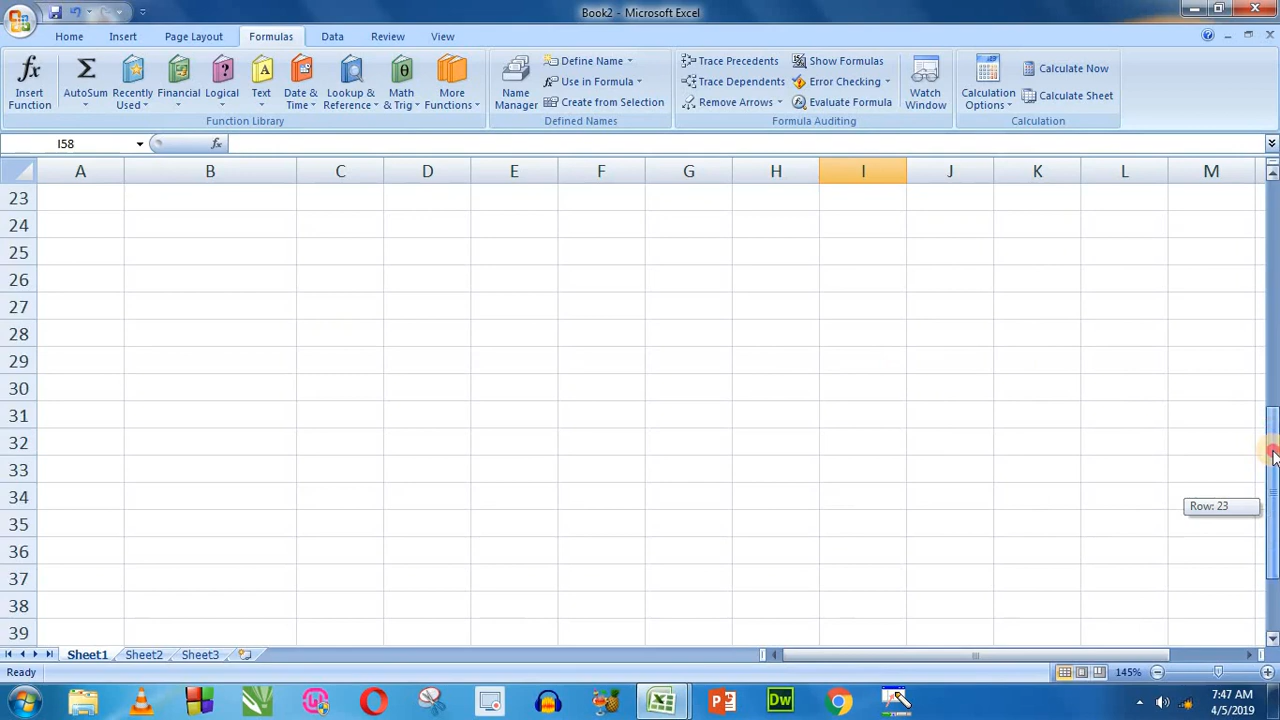 Book2 - Microsoft Excel
Home Insert Page Layout Formulas Data Review View
Insert Function
AutoSum
Recently Used
Financial
Logical
Text
Date & Time
Lookup & Reference
Math & Trig
More Functions
Function Library
Name Manager
Define Name
Use in Formula
Create from Selection
Defined Names
Trace Precedents
Trace Dependents
Remove Arrows
Show Formulas
Error Checking
Evaluate Formula
Formula Auditing
Watch Window
Calculation Options
Calculate Now
Calculate Sheet
Calculation
I58
fx
A B C D E F G H I J K L M
23
24
25
26
27
28
29
30
31
32
33
34
Row: 23
35
36
37
38
39
Sheet1 Sheet2 Sheet3
Ready
145%
Dw
7:47 AM
4/5/2019